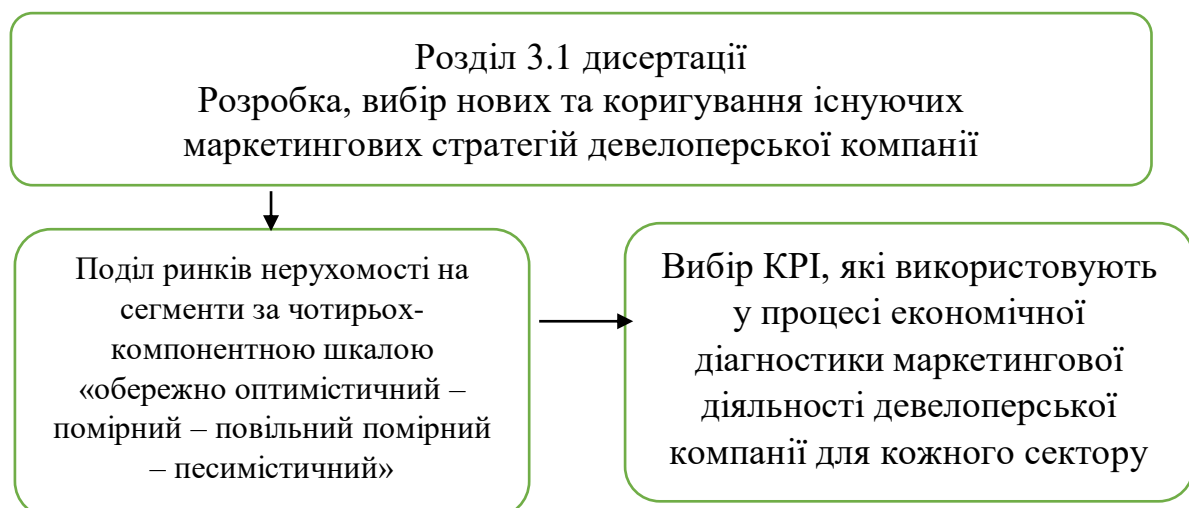 Розділ 3.1 дисертації
Розробка, вибір нових та коригування існуючих
маркетингових стратегій девелоперської компанії
Поділ ринків нерухомості на
сегменти за чотирьох-
компонентною шкалою
«обережно оптимістичний –
помірний – повільний помірний
– песимістичний»
Вибір КРІ, які використовують
у процесі економічної
діагностики маркетингової
діяльності девелоперської
компанії для кожного сектору